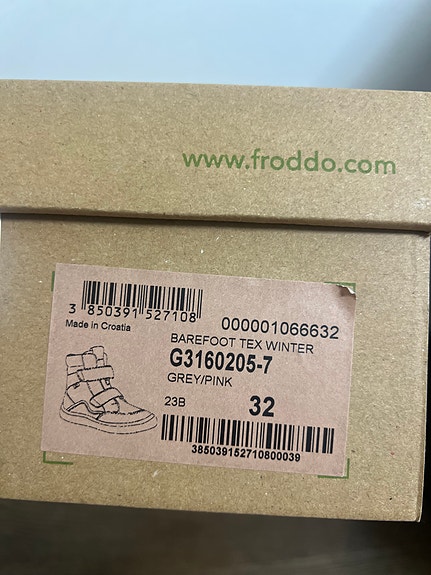 www.froddo.com
3 850391 527108
000001066632
Made in Croatia
BAREFOOT TEX WINTER
G3160205-7
GREY/PINK
23B
32
385039152710800039